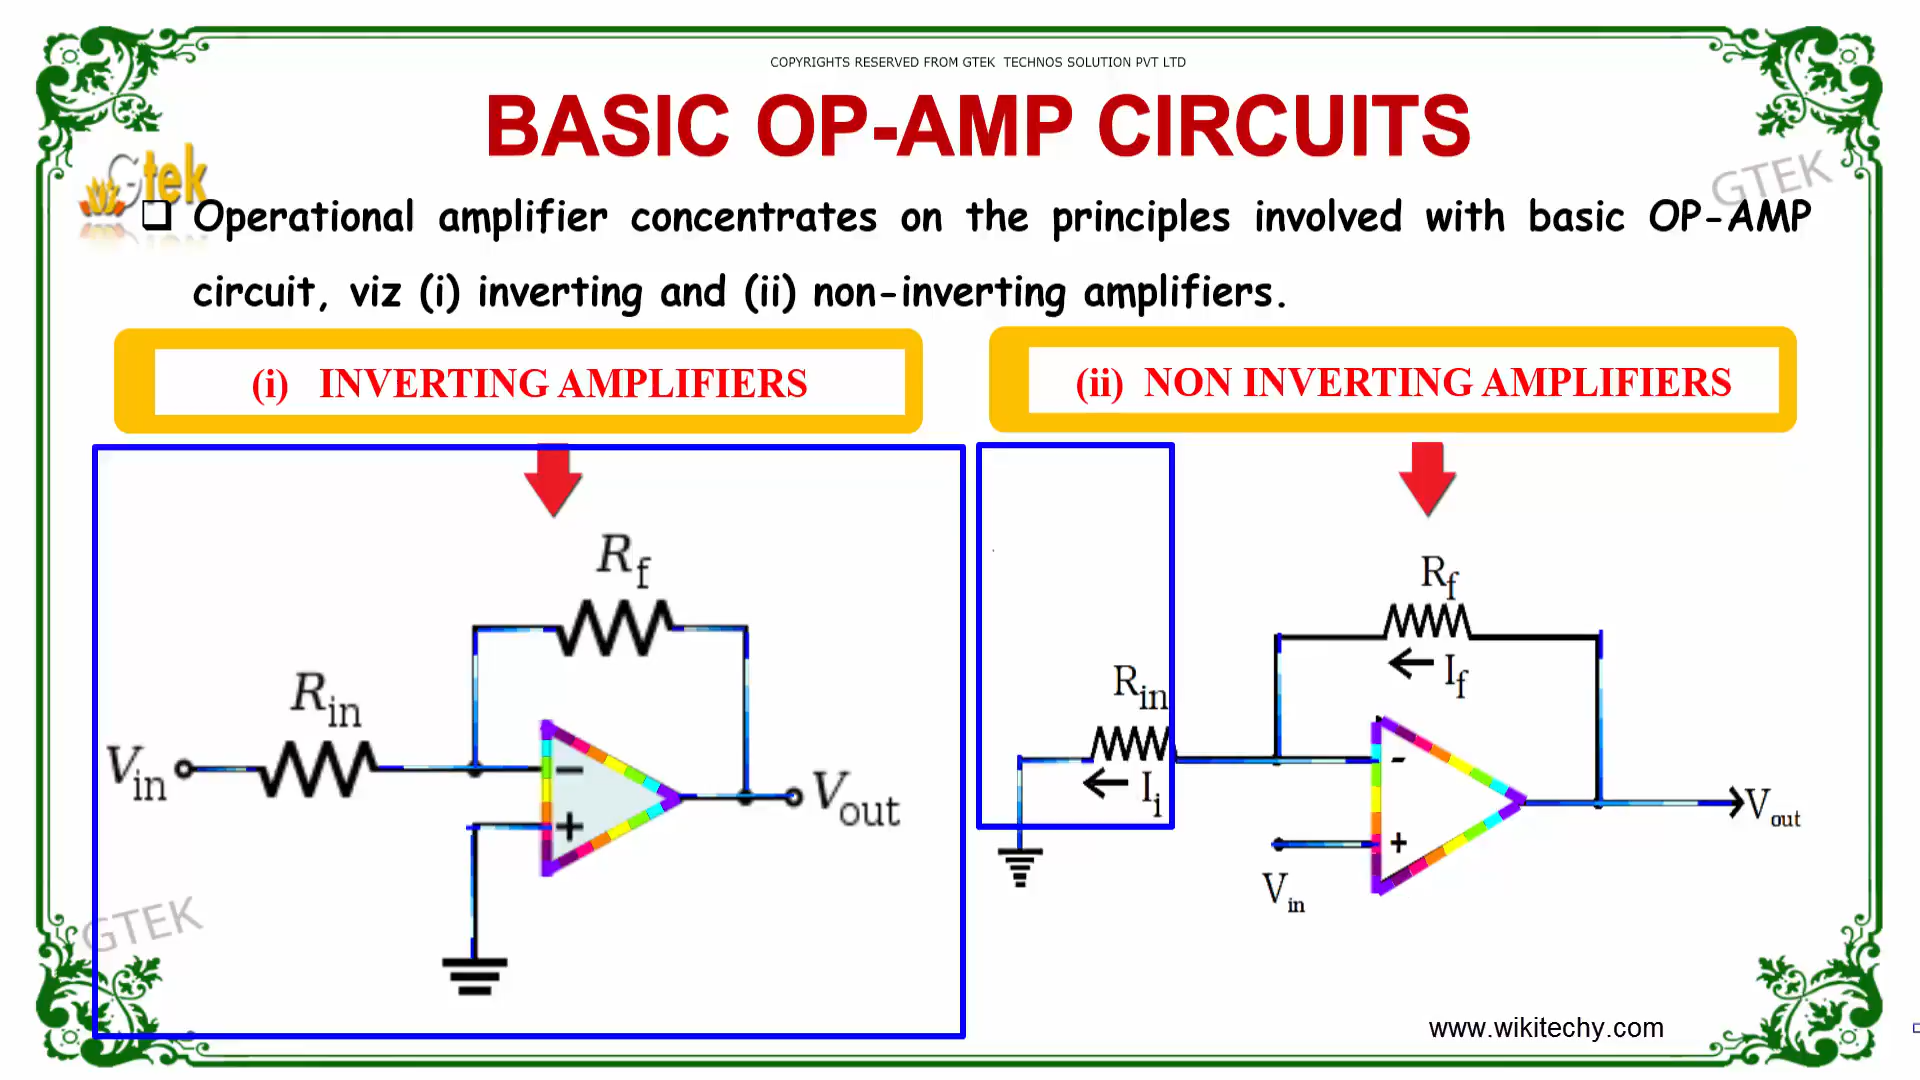 COPYRIGHTS RESERVED FROM GTEK TECHNOS SOLUTION PVT LTD
BASIC OP-AMP CIRCUITS
Gtek
GTEK
Operational amplifier concentrates on the principles involved with basic OP-AMP
circuit, viz (i) inverting and (ii) non-inverting amplifiers.
(i) INVERTING AMPLIFIERS
(ii) NON INVERTING AMPLIFIERS
Rf
Rin
Vin
−
+
Vout
Rf
If
Rin
Ii
-
+
Vin
Vout
GTEK
www.wikitechy.com